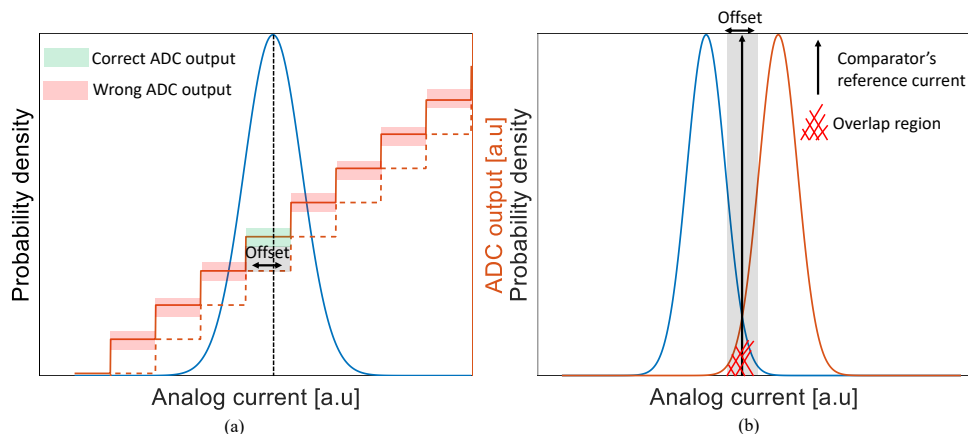 Correct ADC output
Wrong ADC output
Offset
Probability density
ADC output [a.u]
Analog current [a.u]
(a)
Offset
Comparator's
reference current
Overlap region
Probability density
Analog current [a.u]
(b)